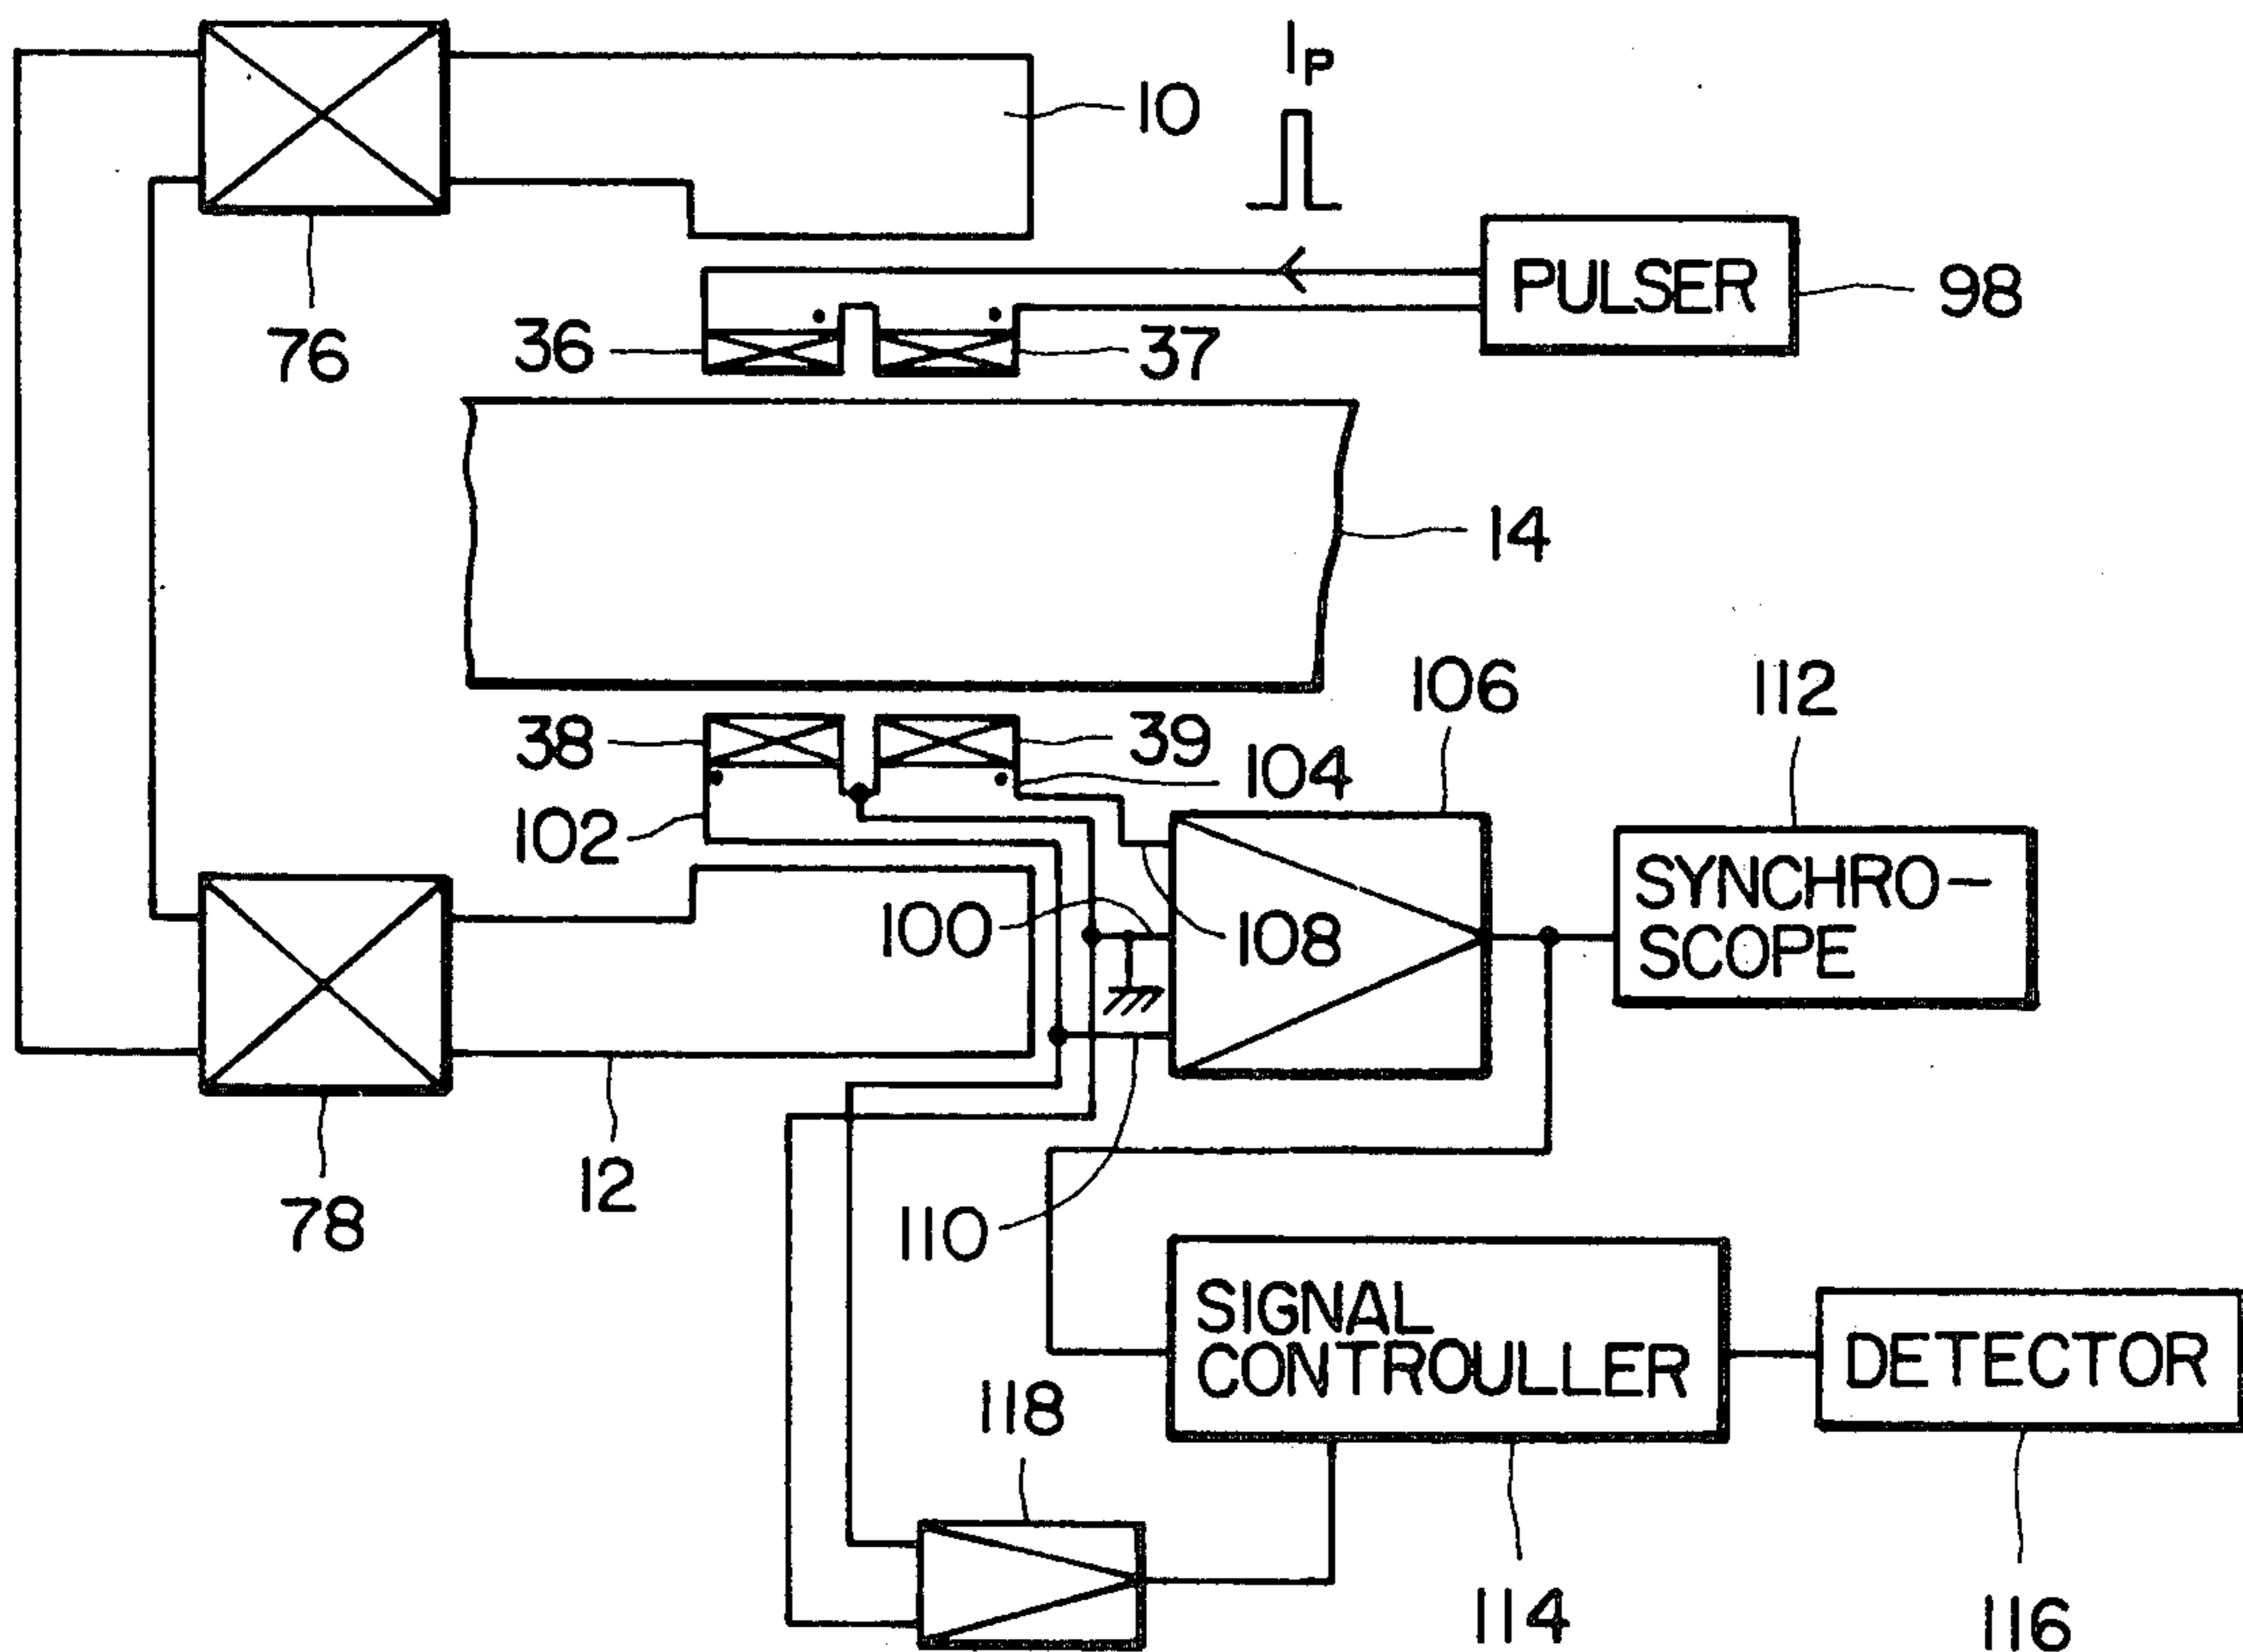 IP
10
PULSER
98
76
36
37
14
106
112
38
39
104
102
SYNCHRO-
SCOPE
100
108
12
78
110
SIGNAL
CONTROULLER
DETECTOR
118
114
116